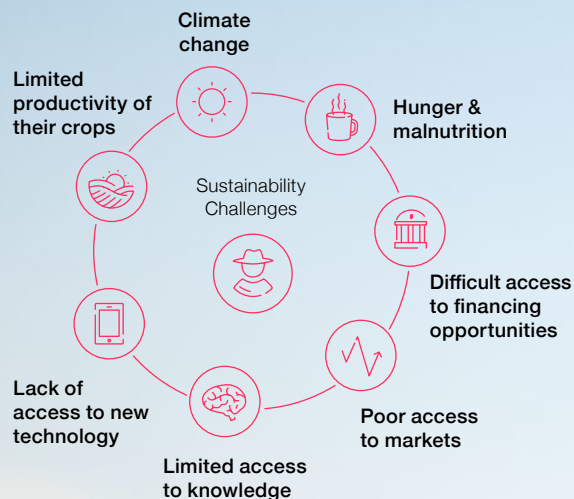 Climate
change
Limited
productivity of
their crops
Hunger &
malnutrition
Sustainability
Challenges
Difficult access
to financing
opportunities
Lack of
access to new
technology
Poor access
to markets
Limited access
to knowledge